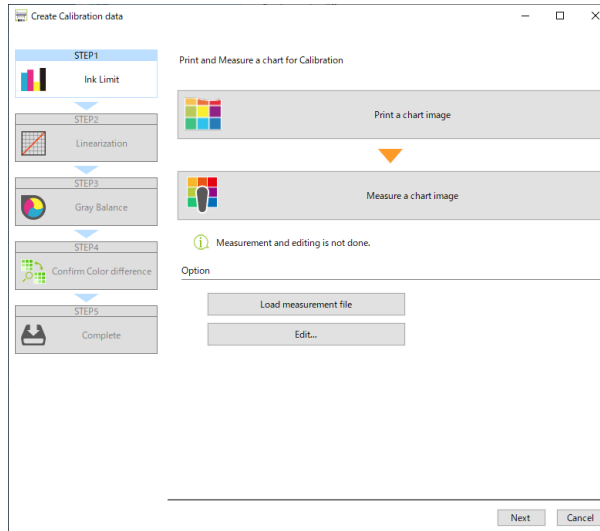 Create Calibration data
STEP1
Ink Limit
STEP2
Linearization
STEP3
Gray Balance
STEP4
Confirm Color difference
STEP5
Complete
Print and Measure a chart for Calibration
Print a chart image
Measure a chart image
Measurement and editing is not done.
Option
Load measurement file
Edit...
Next
Cancel